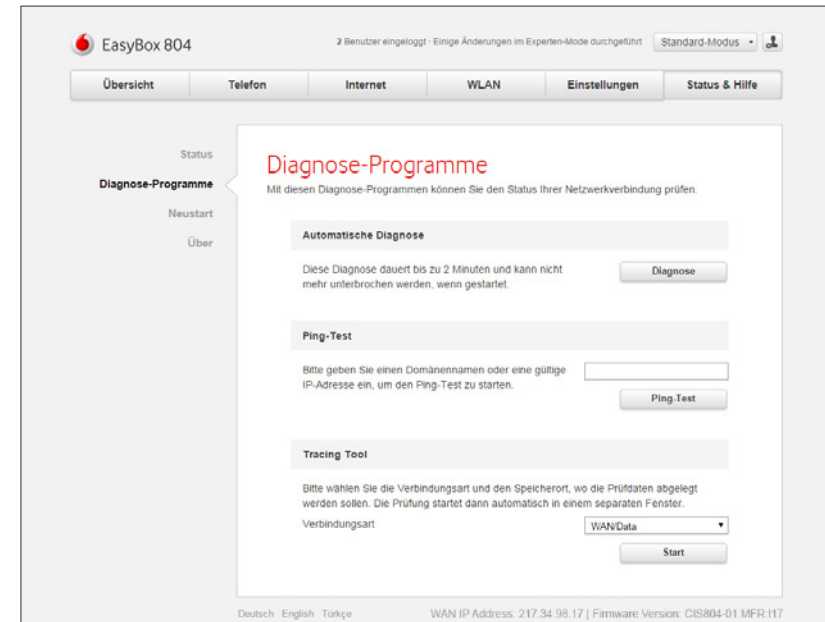 EasyBox 804
2 Benutzer eingeloggt · Einige Änderungen im Experten-Mode durchgeführt
Standard-Modus
Übersicht Telefon Internet WLAN Einstellungen Status & Hilfe
Status
Diagnose-Programme
Neustart
Über
Diagnose-Programme
Mit diesen Diagnose-Programmen können Sie den Status Ihrer Netzwerkverbindung prüfen.
Automatische Diagnose
Diese Diagnose dauert bis zu 2 Minuten und kann nicht
mehr unterbrochen werden, wenn gestartet.
Diagnose
Ping-Test
Bitte geben Sie einen Domänennamen oder eine gültige
IP-Adresse ein, um den Ping-Test zu starten.
Ping-Test
Tracing Tool
Bitte wählen Sie die Verbindungsart und den Speicherort, wo die Prüfdaten abgelegt
werden sollen. Die Prüfung startet dann automatisch in einem separaten Fenster.
Verbindungsart
WAN/Data
Start
Deutsch English Türkçe
WAN IP Address: 217.34.98.17 | Firmware Version: CIS804-01.MFR.t17